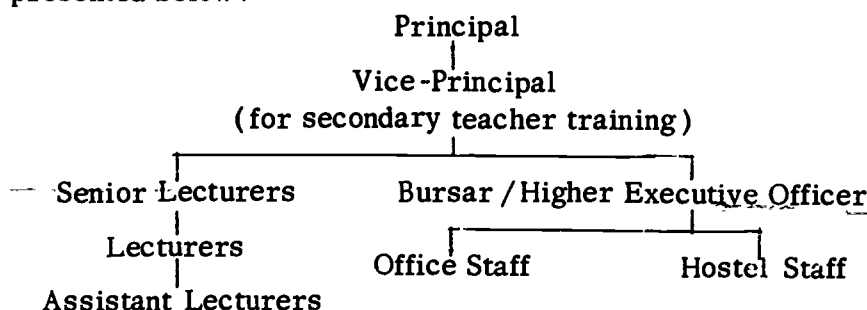 presented below :
Principal
Vice-Principal
(for secondary teacher training)
Senior Lecturers Bursar / Higher Executive Officer
Lecturers
Office Staff Hostel Staff
Assistant Lecturers